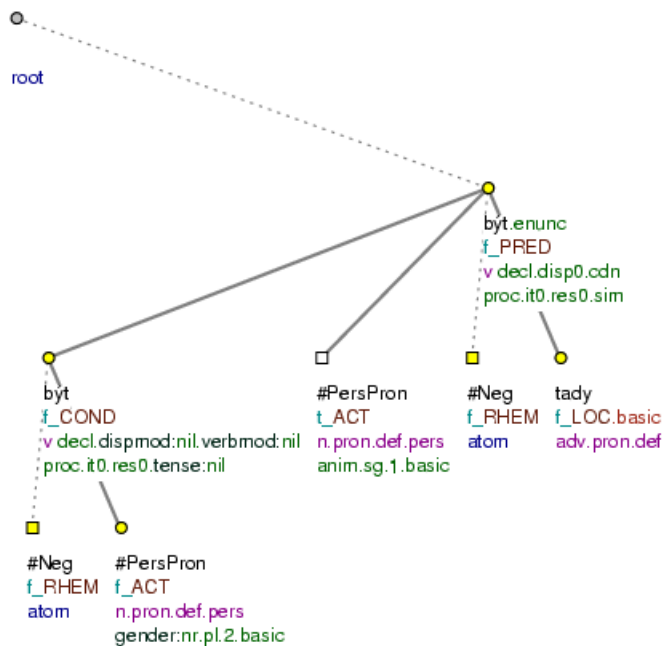 root
byt.enunc
f_PRED
v decl.disp0.cdn
proc.it0.res0.sim
byt
f_COND
v decl.dispmod:nil.verbmod:nil
proc.it0.res0.tense:nil
#PersPron
t_ACT
n.pron.def.pers
anim.sg.1.basic
#Neg
f_RHEM
atom
tady
f_LOC.basic
adv.pron.def
#Neg
f_RHEM
atom
#PersPron
f_ACT
n.pron.def.pers
gender:nr.pl.2.basic